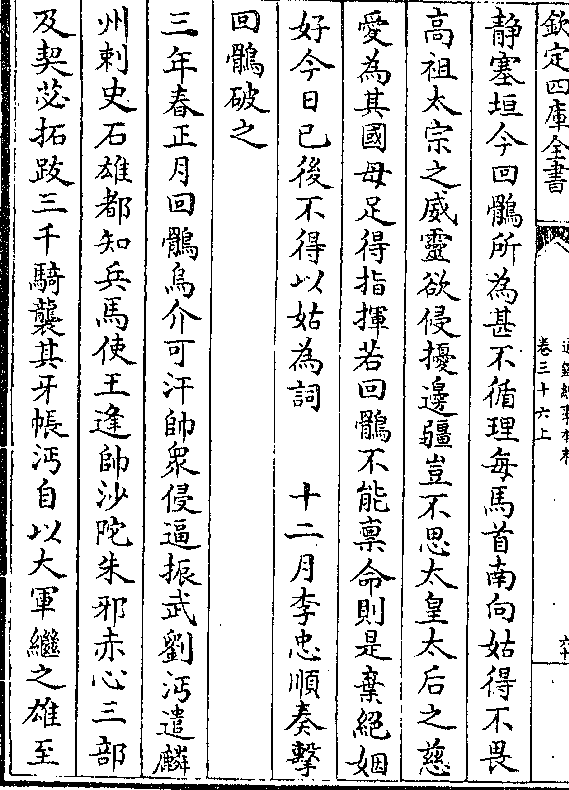 欽定四庫全書
通鑑紀事本末
卷三十六上
六十
静塞垣今回鶻所為甚不循理毎馬首南向姑得不畏
高祖太宗之威靈欲侵擾邊疆豈不思太皇太后之慈
愛為其國母足得指揮若回鶻不能禀命則是棄絕姻
好今日已後不得以姑為詞　十二月李忠順奏擊
回鶻破之
三年春正月回鶻烏介可汗帥衆侵逼振武劉沔遣麟
州刺史石雄都知兵馬使王逢帥沙陀朱邪赤心三部
及契苾拓跋三千騎襲其牙帳沔自以大軍繼之雄至